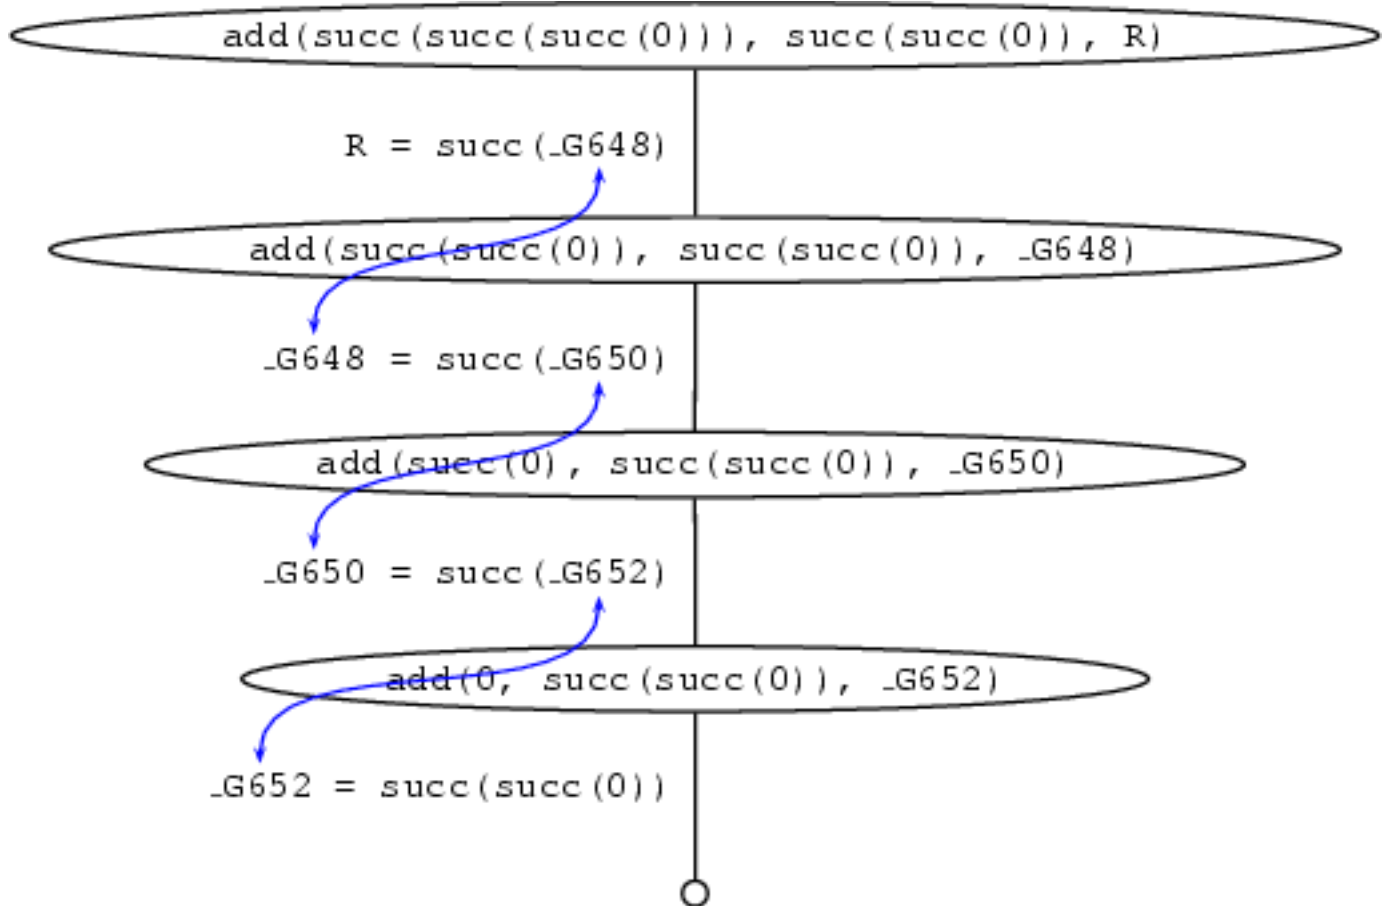 add(succ(succ(succ(0))), succ(succ(0)), R)
R = succ(_G648)
add(succ(succ(0)), succ(succ(0)), _G648)
_G648 = succ(_G650)
add(succ(0), succ(succ(0)), _G650)
_G650 = succ(_G652)
add(0, succ(succ(0)), _G652)
_G652 = succ(succ(0))